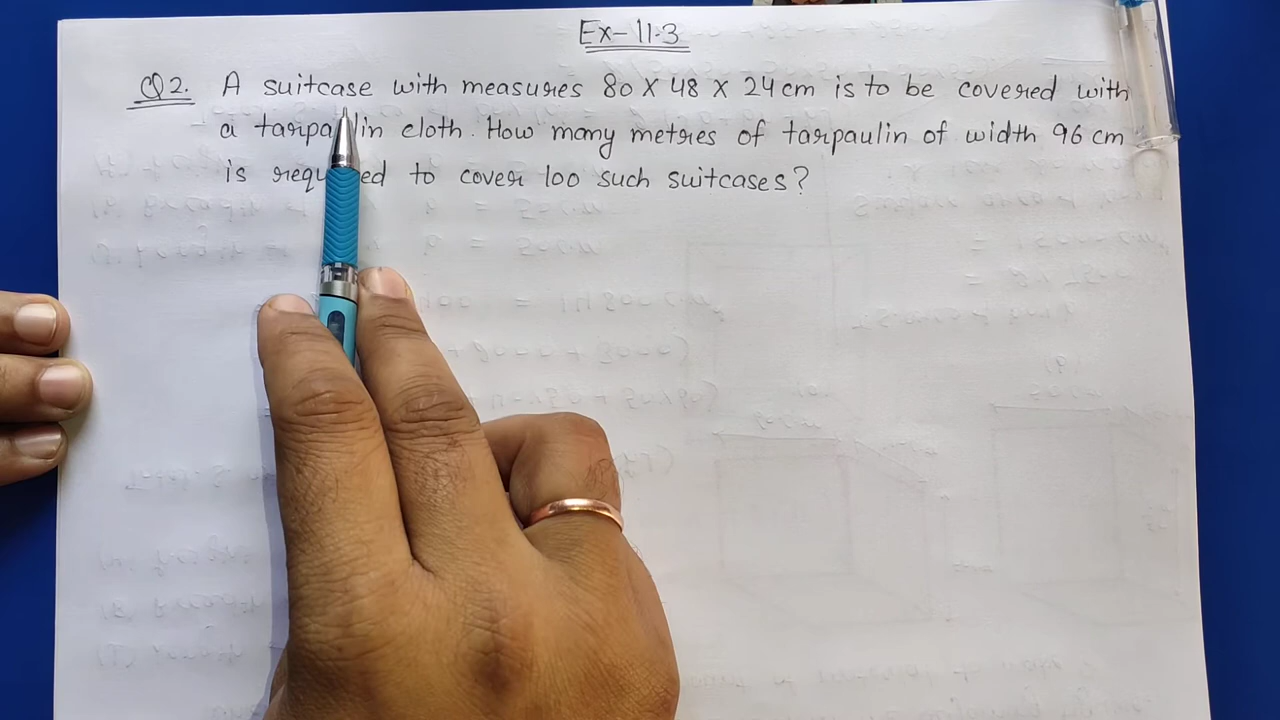 Ex-11.3
Q2. A suitcase with measures 80 X 48 X 24 cm is to be covered with
a tarpaulin cloth. How many metres of tarpaulin of width 96 cm
is required to cover 100 such suitcases?